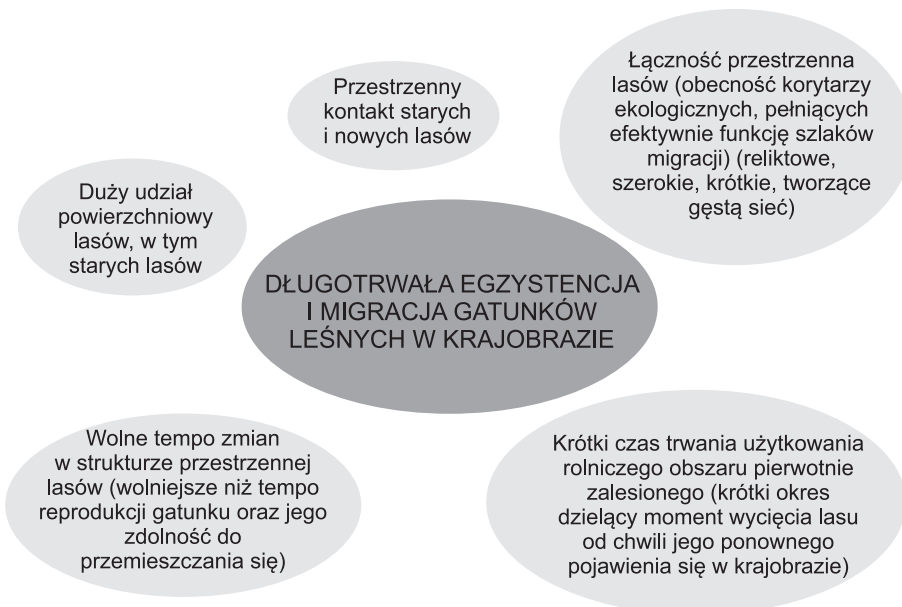 Przestrzenny
kontakt starych
i nowych lasów
Łączność przestrzenna
lasów (obecność korytarzy
ekologicznych, pełniących
efektywnie funkcję szlaków
migracji) (reliktowe,
szerokie, krótkie, tworzące
gęstą sieć)
Duży udział
powierzchniowy
lasów, w tym
starych lasów
DŁUGOTRWAŁA EGZYSTENCJA
I MIGRACJA GATUNKÓW
LEŚNYCH W KRAJOBRAZIE
Wolne tempo zmian
w strukturze przestrzennej
lasów (wolniejsze niż tempo
reprodukcji gatunku oraz jego
zdolność do
przemieszczania się)
Krótki czas trwania użytkowania
rolniczego obszaru pierwotnie
zalesionego (krótki okres
dzielący moment wycięcia lasu
od chwili jego ponownego
pojawienia się w krajobrazie)